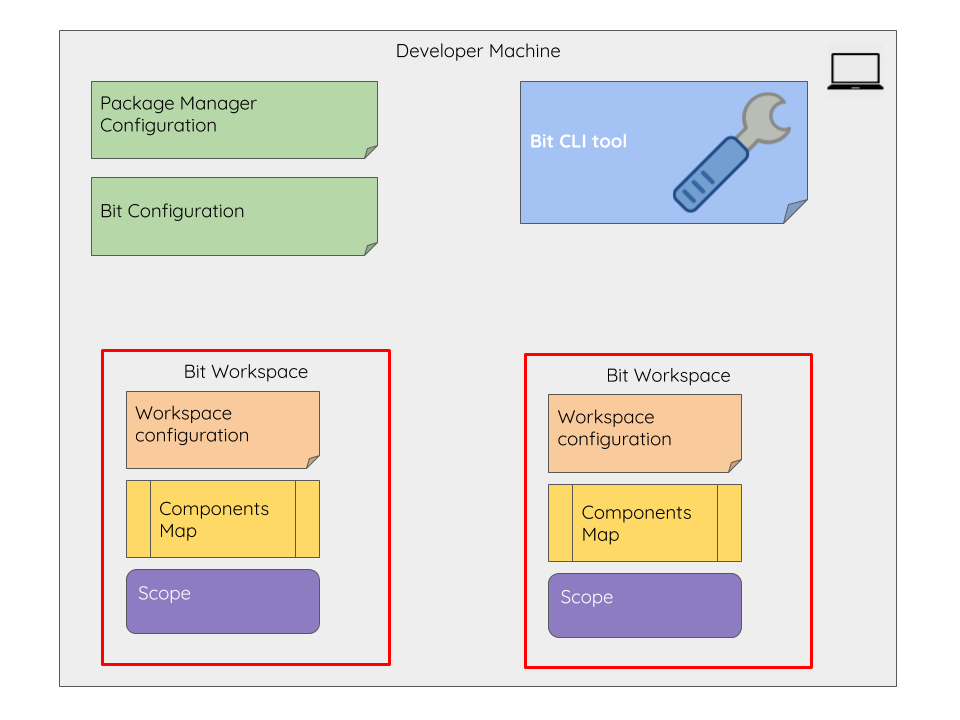 Developer Machine
Package Manager
Configuration
Bit CLI tool
Bit Configuration
Bit Workspace
Workspace
configuration
Components
Map
Scope
Bit Workspace
Workspace
configuration
Components
Map
Scope